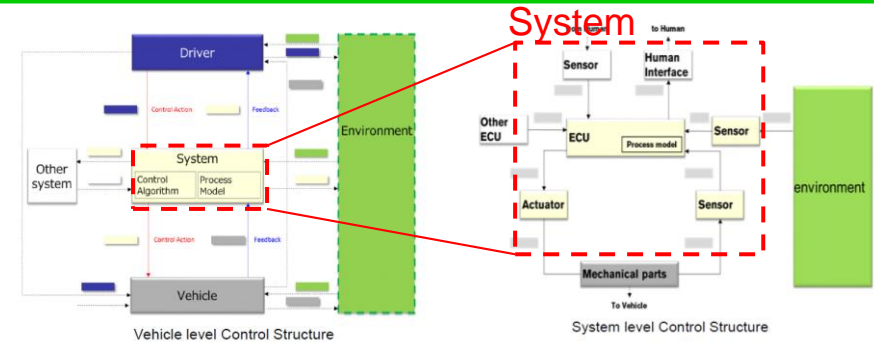 System
Driver
Control Action
Feedback
Environment
System
Control
Algorithm
Process
Model
Other
system
Control Action
Feedback
Vehicle
Vehicle level Control Structure
to Human
Sensor
Human
Interface
Other
ECU
ECU
Process model
Sensor
environment
Actuator
Sensor
Mechanical parts
To Vehicle
System level Control Structure